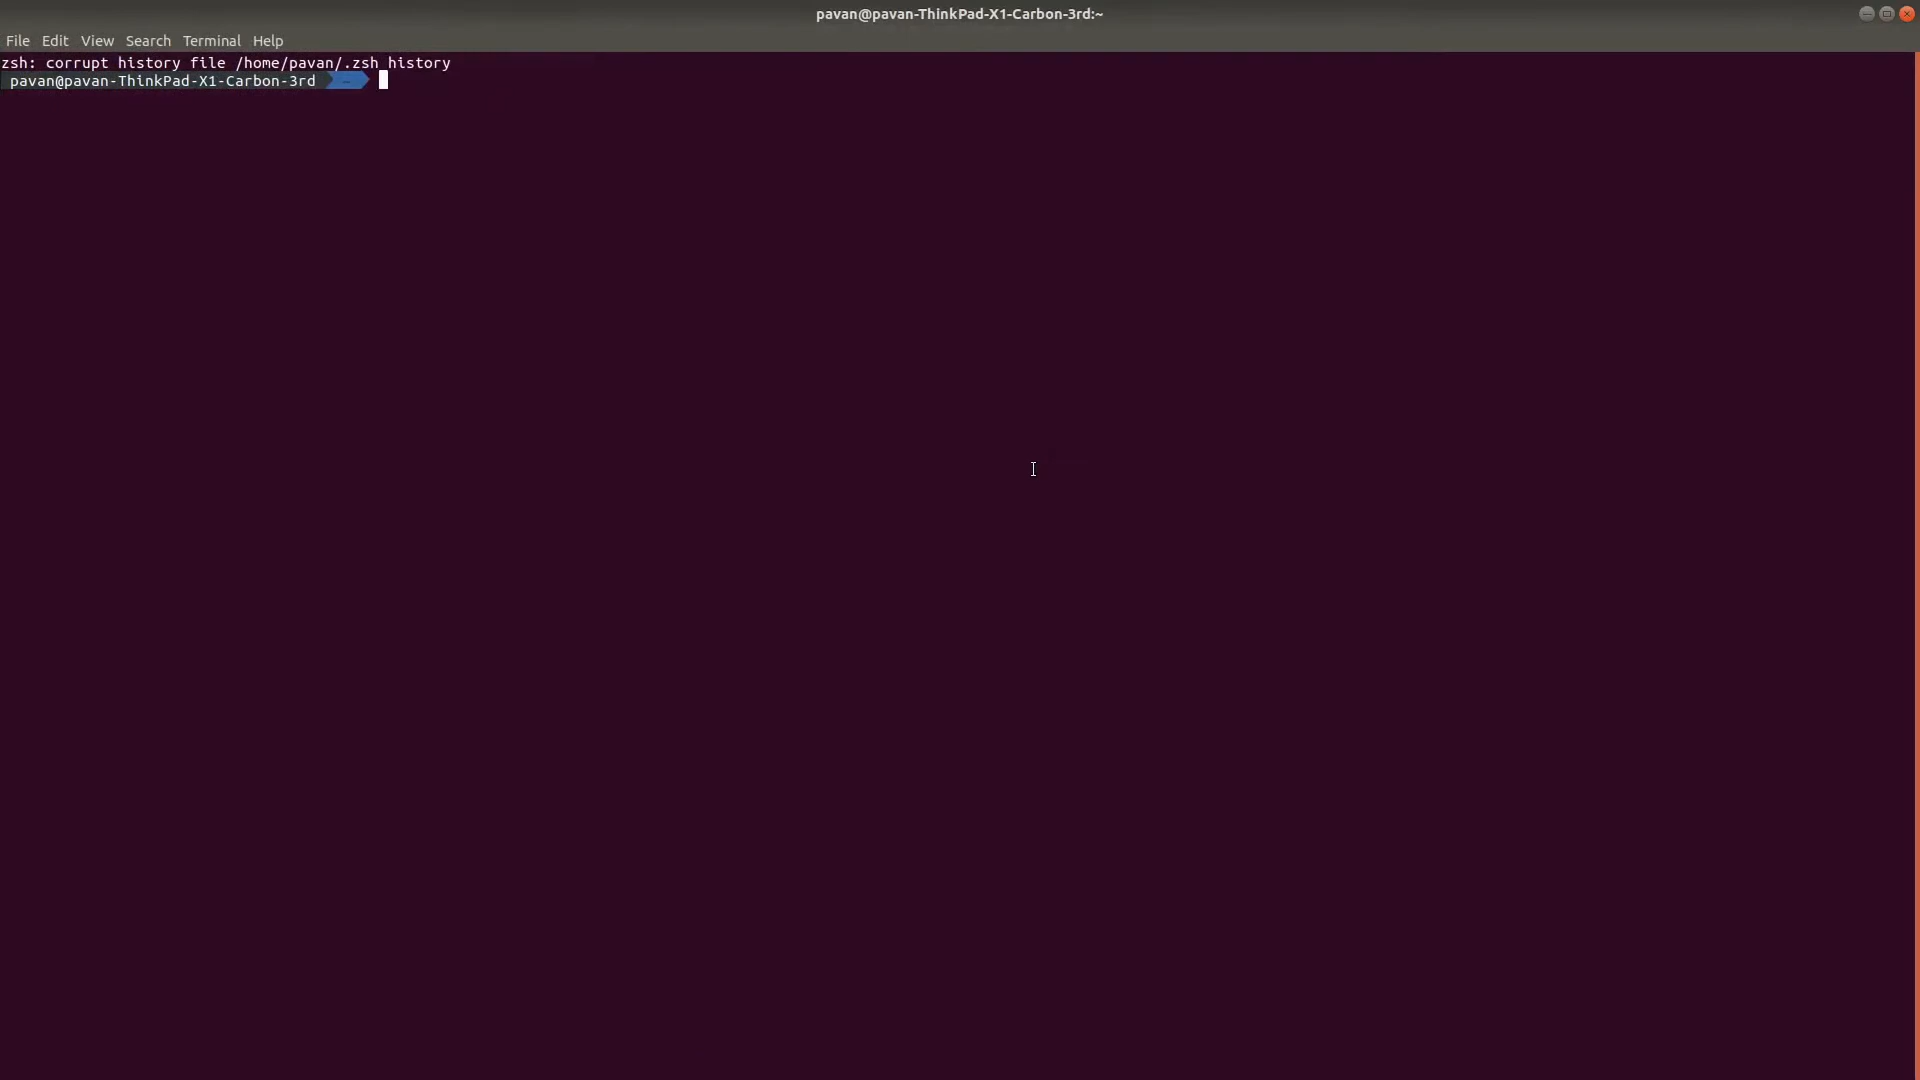 pavan@pavan-ThinkPad-X1-Carbon-3rd:~
File Edit View Search Terminal Help
zsh: corrupt history file /home/pavan/.zsh_history
pavan@pavan-ThinkPad-X1-Carbon-3rd ~